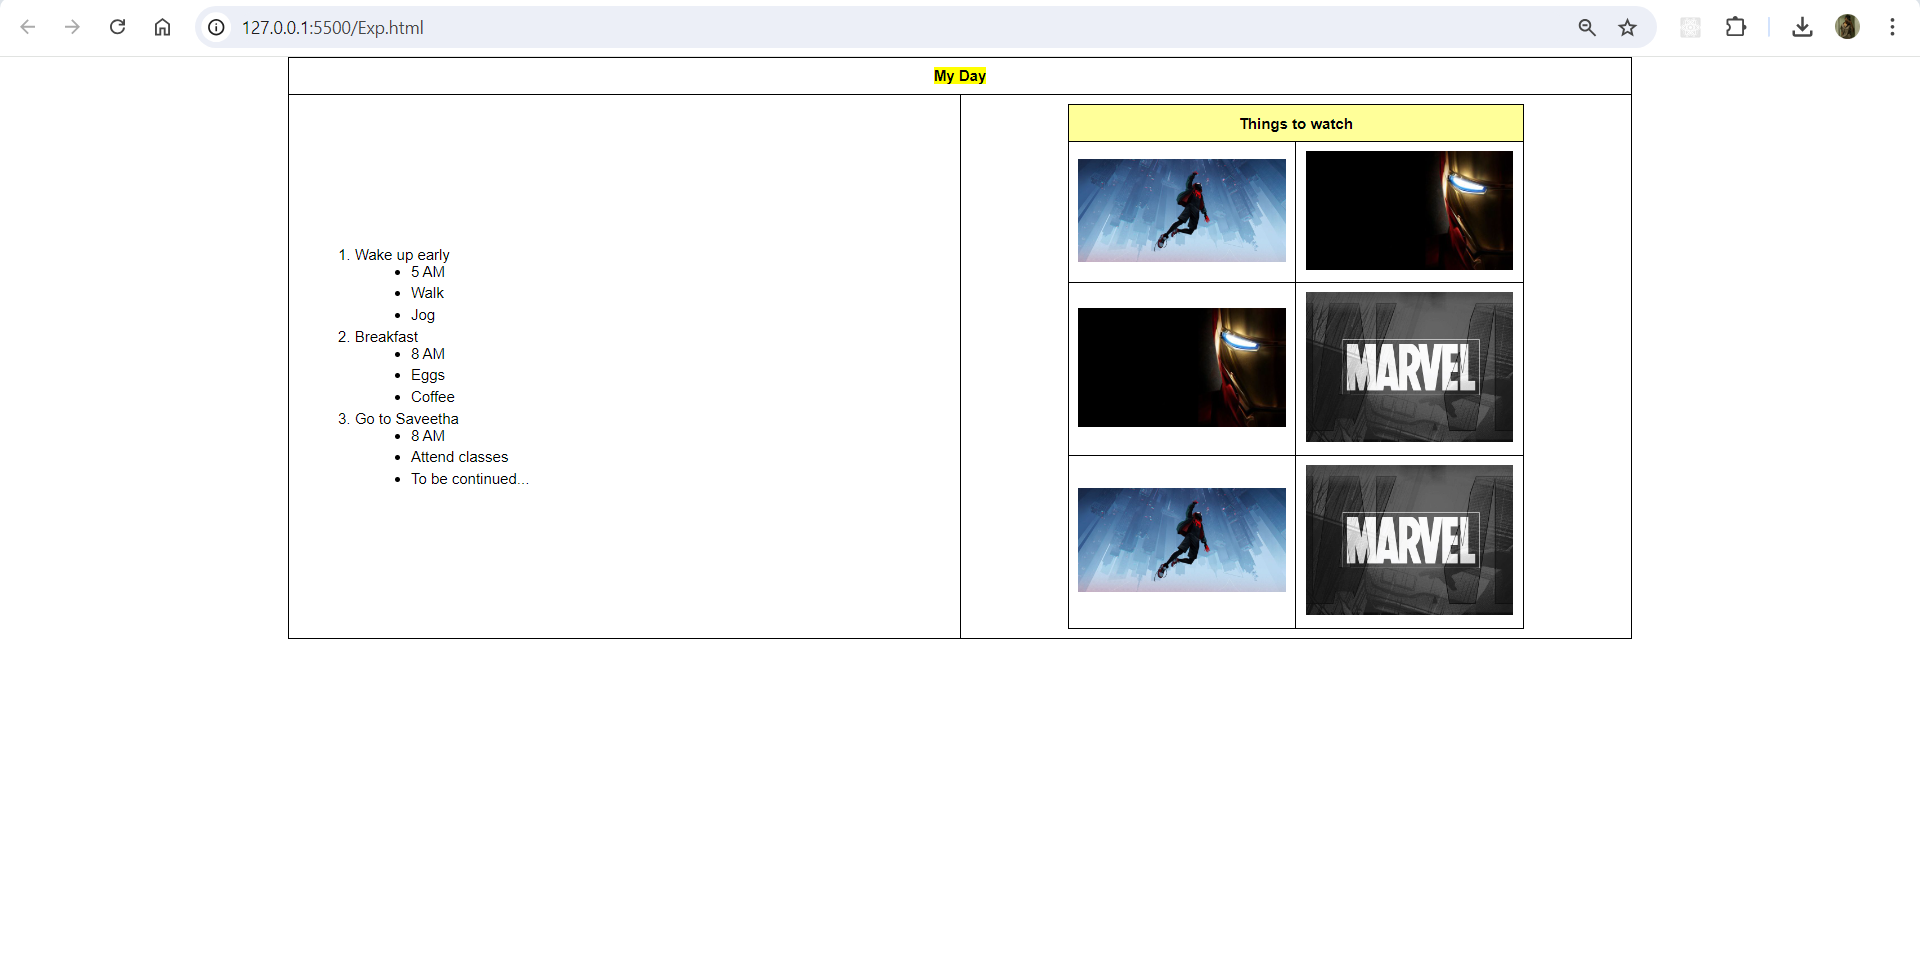 127.0.0.1:5500/Exp.html
My Day
1. Wake up early
• 5 AM
• Walk
• Jog
2. Breakfast
• 8 AM
• Eggs
• Coffee
3. Go to Saveetha
• 8 AM
• Attend classes
• To be continued...
Things to watch
MARVEL
MARVEL